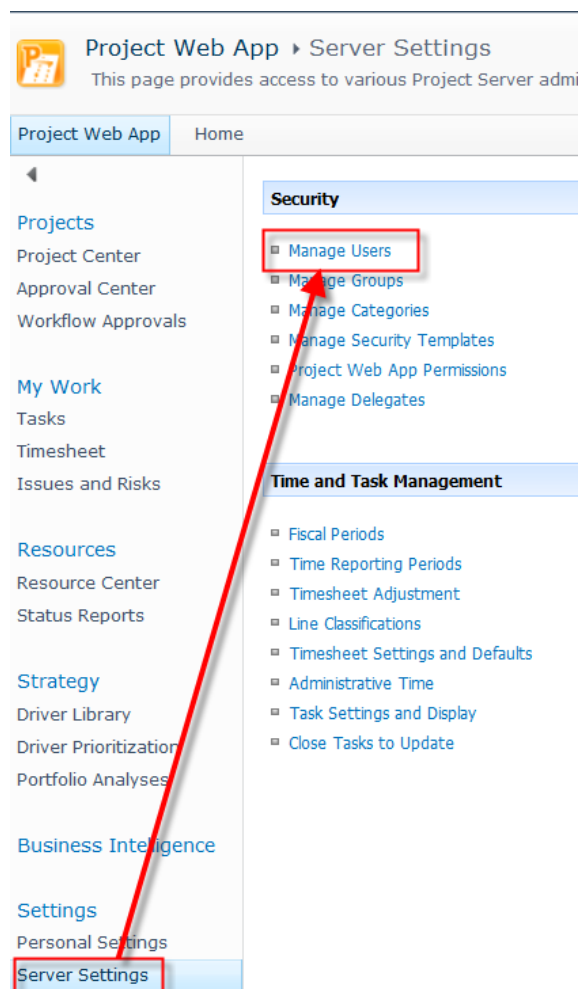 Project Web App ▸ Server Settings
This page provides access to various Project Server admi
Project Web App Home
Projects
Project Center
Approval Center
Workflow Approvals
My Work
Tasks
Timesheet
Issues and Risks
Resources
Resource Center
Status Reports
Strategy
Driver Library
Driver Prioritization
Portfolio Analyses
Business Intelligence
Settings
Personal Settings
Server Settings
Security
Manage Users
Manage Groups
Manage Categories
Manage Security Templates
Project Web App Permissions
Manage Delegates
Time and Task Management
Fiscal Periods
Time Reporting Periods
Timesheet Adjustment
Line Classifications
Timesheet Settings and Defaults
Administrative Time
Task Settings and Display
Close Tasks to Update